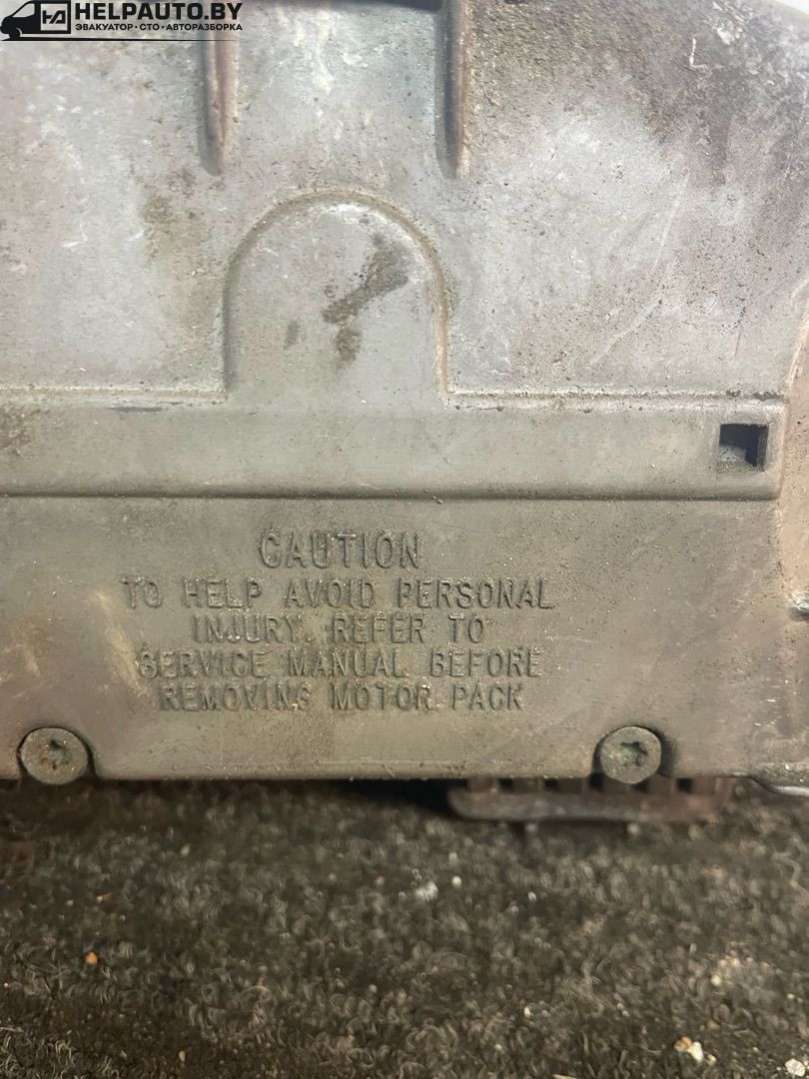 HELPAUTO.BY
ЭВАКУАТОР • СТО • АВТОРАЗБОРКА
CAUTION
TO HELP AVOID PERSONAL
INJURY, REFER TO
SERVICE MANUAL BEFORE
REMOVING MOTOR PACK